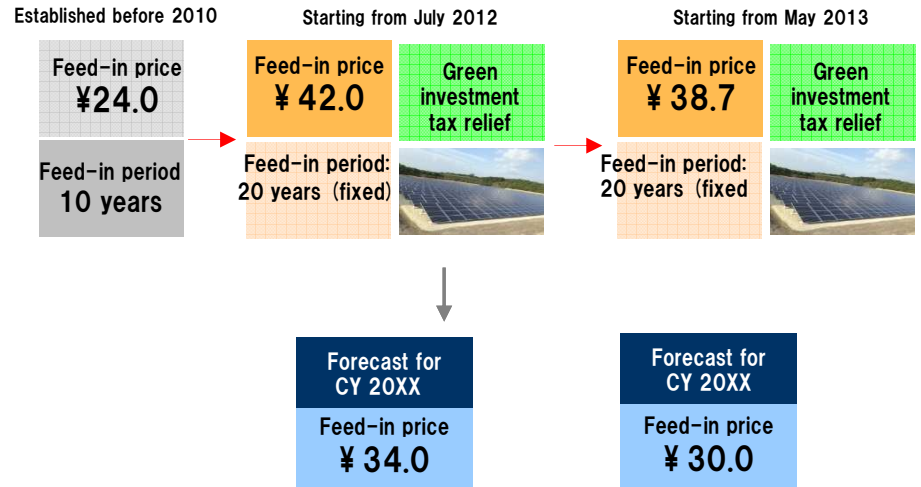 Established before 2010
Starting from July 2012
Starting from May 2013
Feed-in price
¥24.0
Feed-in period
10 years
Feed-in price
¥ 42.0
Green
investment
tax relief
Feed-in period:
20 years (fixed)
Feed-in price
¥ 38.7
Green
investment
tax relief
Feed-in period:
20 years (fixed
Forecast for
CY 20XX
Feed-in price
¥ 34.0
Forecast for
CY 20XX
Feed-in price
¥ 30.0